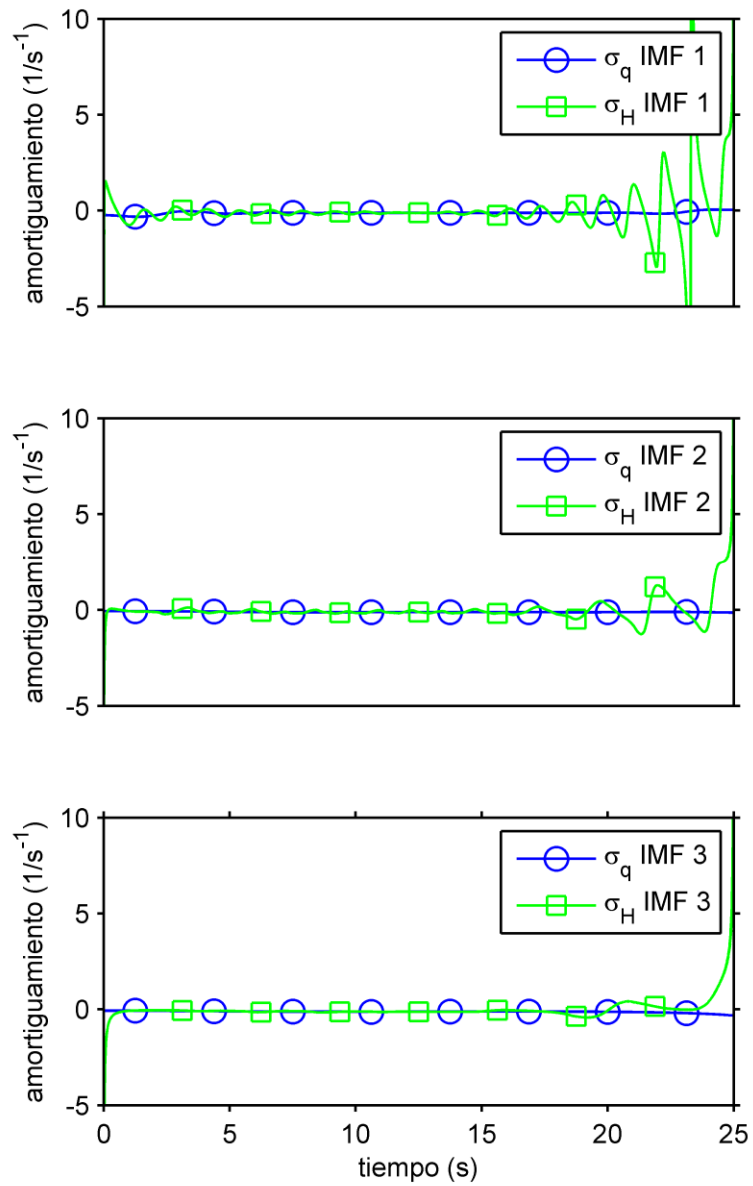 10
5
0
-5
amortiguamiento (1/s⁻¹)
σq IMF 1
σH IMF 1
10
5
0
-5
amortiguamiento (1/s⁻¹)
σq IMF 2
σH IMF 2
10
5
0
-5
amortiguamiento (1/s⁻¹)
σq IMF 3
σH IMF 3
0 5 10 15 20 25
tiempo (s)